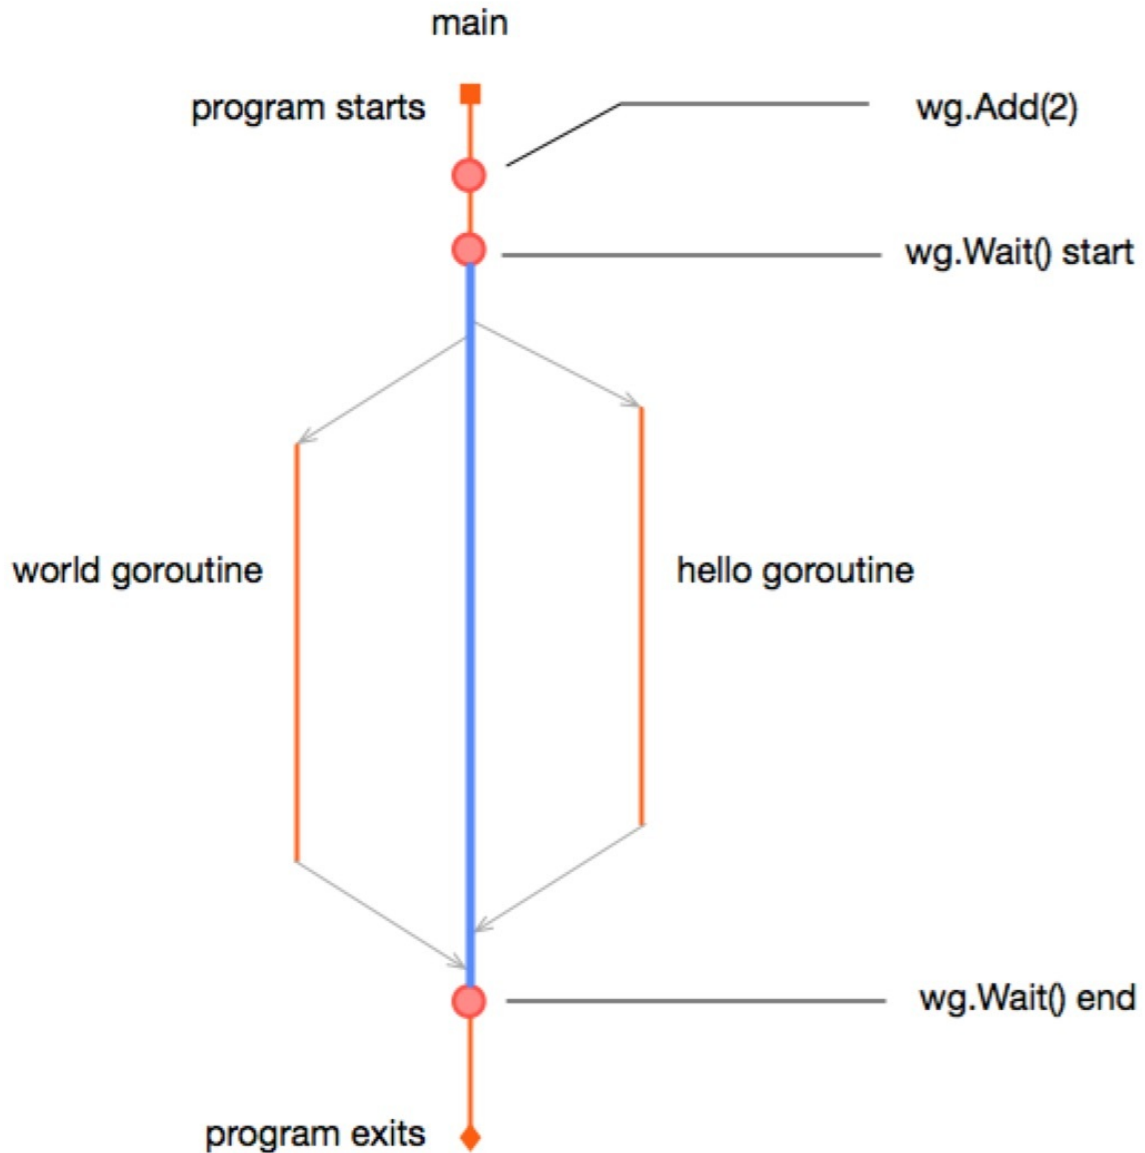 main
program starts
wg.Add(2)
wg.Wait() start
world goroutine
hello goroutine
wg.Wait() end
program exits